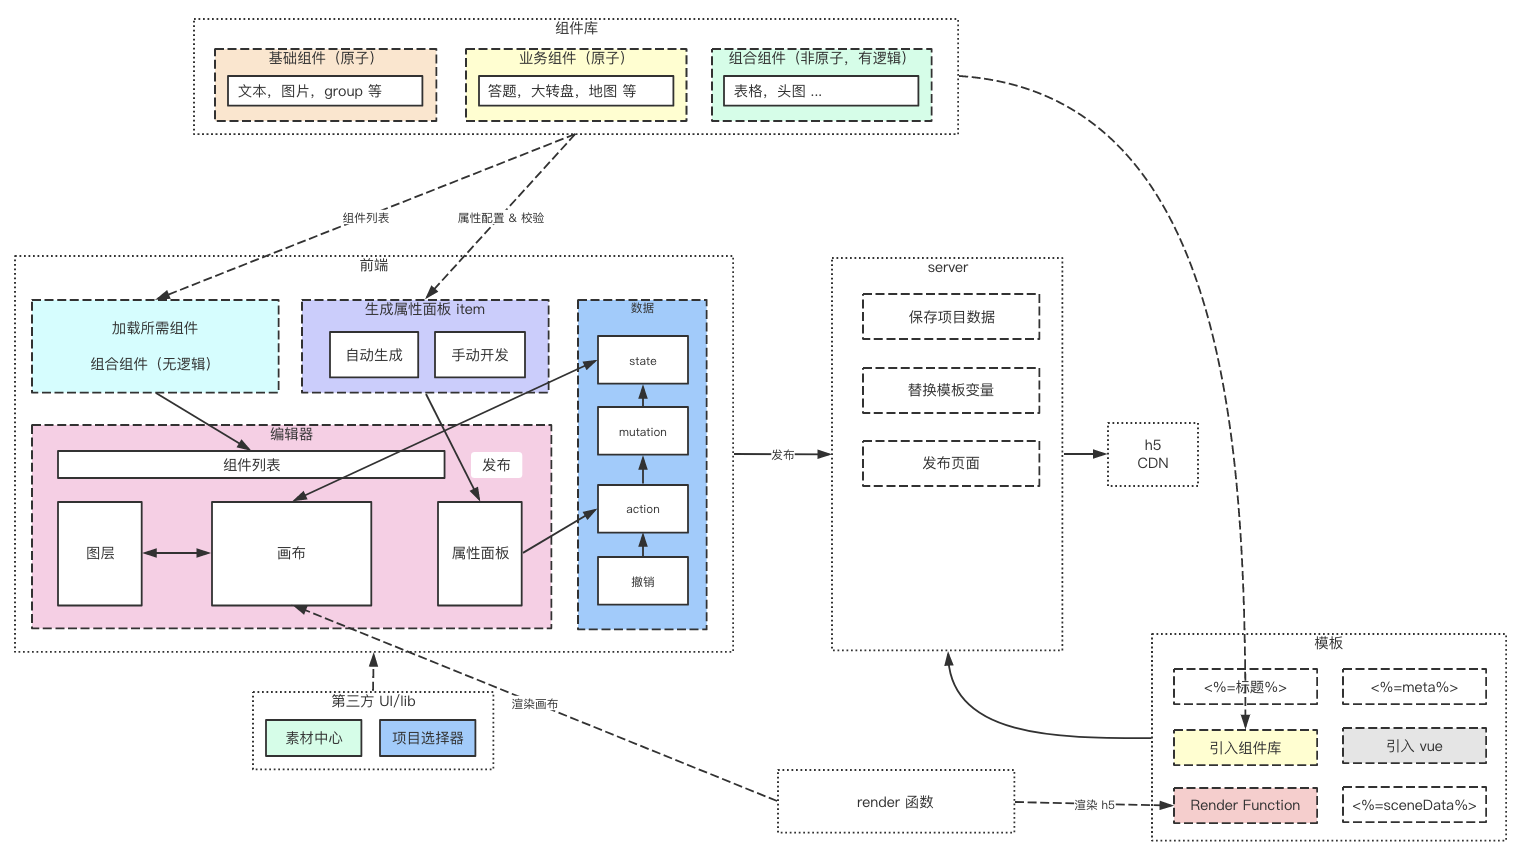 组件库
基础组件（原子）
文本，图片，group 等
业务组件（原子）
答题，大转盘，地图 等
组合组件（非原子，有逻辑）
表格，头图 ...
组件列表
属性配置 & 校验
前端
加载所需组件
组合组件（无逻辑）
生成属性面板 item
自动生成
手动开发
数据
state
mutation
action
撤销
编辑器
组件列表
发布
图层
画布
属性面板
发布
server
保存项目数据
替换模板变量
发布页面
h5
CDN
第三方 UI/lib
素材中心
项目选择器
渲染画布
render 函数
渲染 h5
模板
<%=标题%>
<%=meta%>
引入组件库
引入 vue
Render Function
<%=sceneData%>